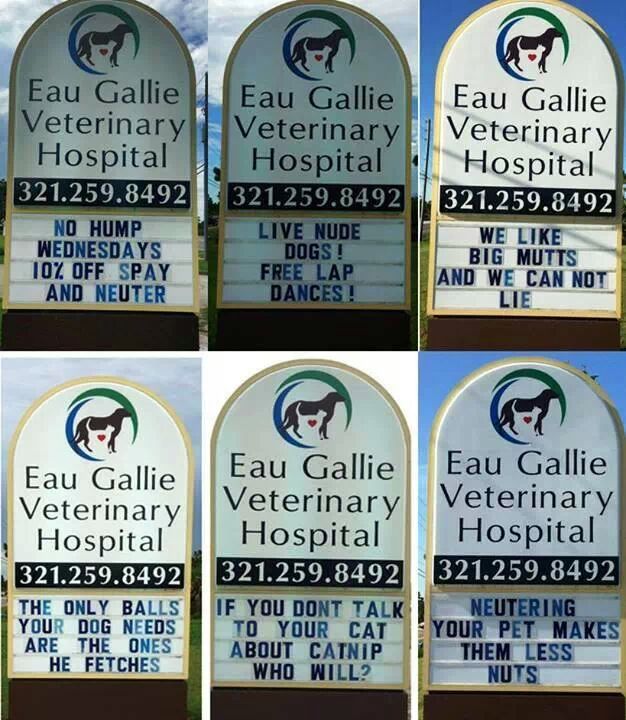 Eau Gallie
Veterinary
Hospital
321.259.8492
NO HUMP
WEDNESDAYS
10% OFF SPAY
AND NEUTER
Eau Gallie
Veterinary
Hospital
321.259.8492
LIVE NUDE
DOGS!
FREE LAP
DANCES!
Eau Gallie
Veterinary
Hospital
321.259.8492
WE LIKE
BIG MUTTS
AND WE CAN NOT
LIE
Eau Gallie
Veterinary
Hospital
321.259.8492
THE ONLY BALLS
YOUR DOG NEEDS
ARE THE ONES
HE FETCHES
Eau Gallie
Veterinary
Hospital
321.259.8492
IF YOU DONT TALK
TO YOUR CAT
ABOUT CATNIP
WHO WILL?
Eau Gallie
Veterinary
Hospital
321.259.8492
NEUTERING
YOUR PET MAKES
THEM LESS
NUTS